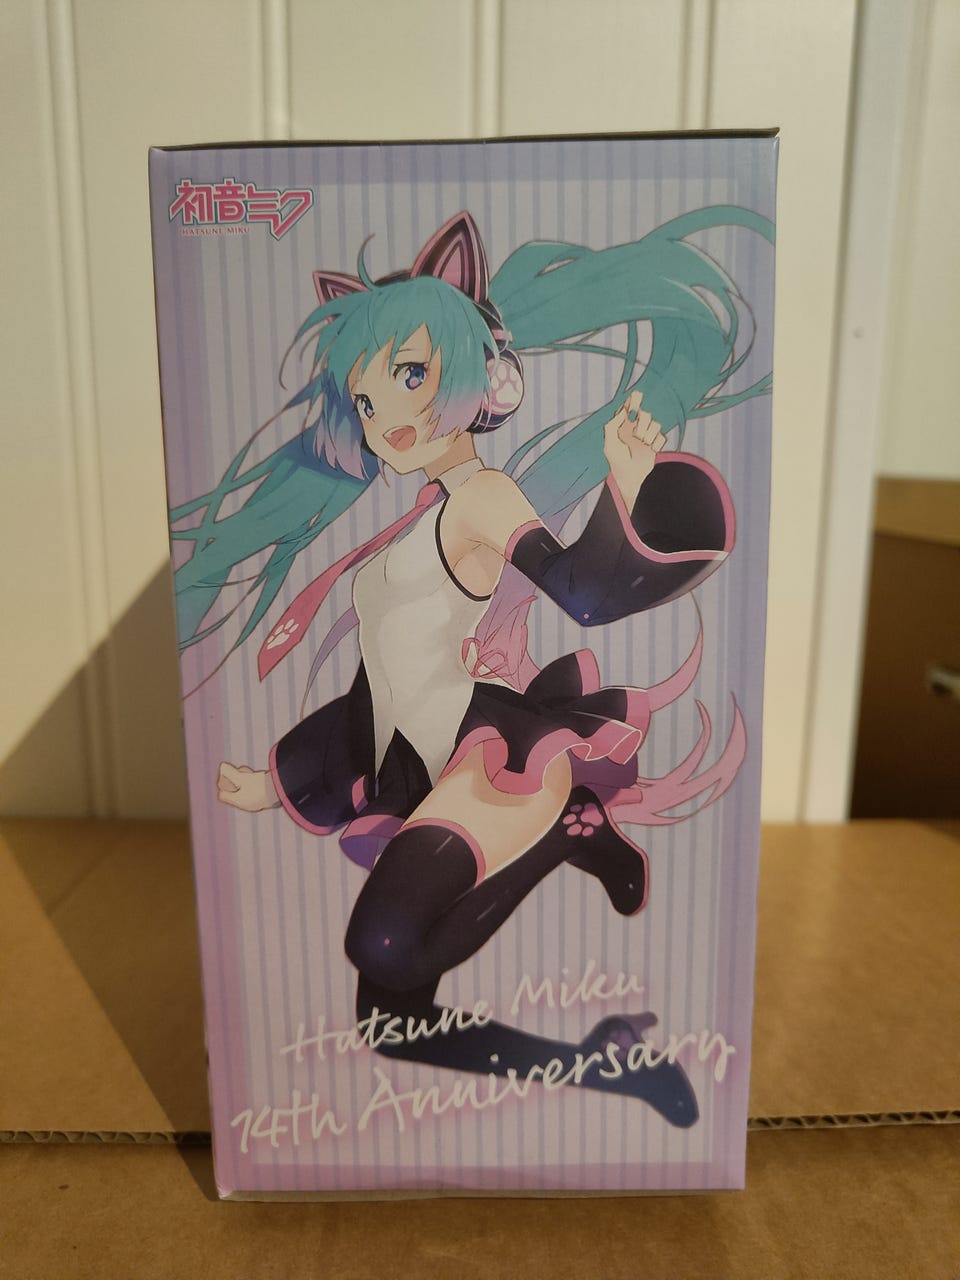 初音ミク
HATSUNE MIKU
Hatsune Miku
14th Anniversary